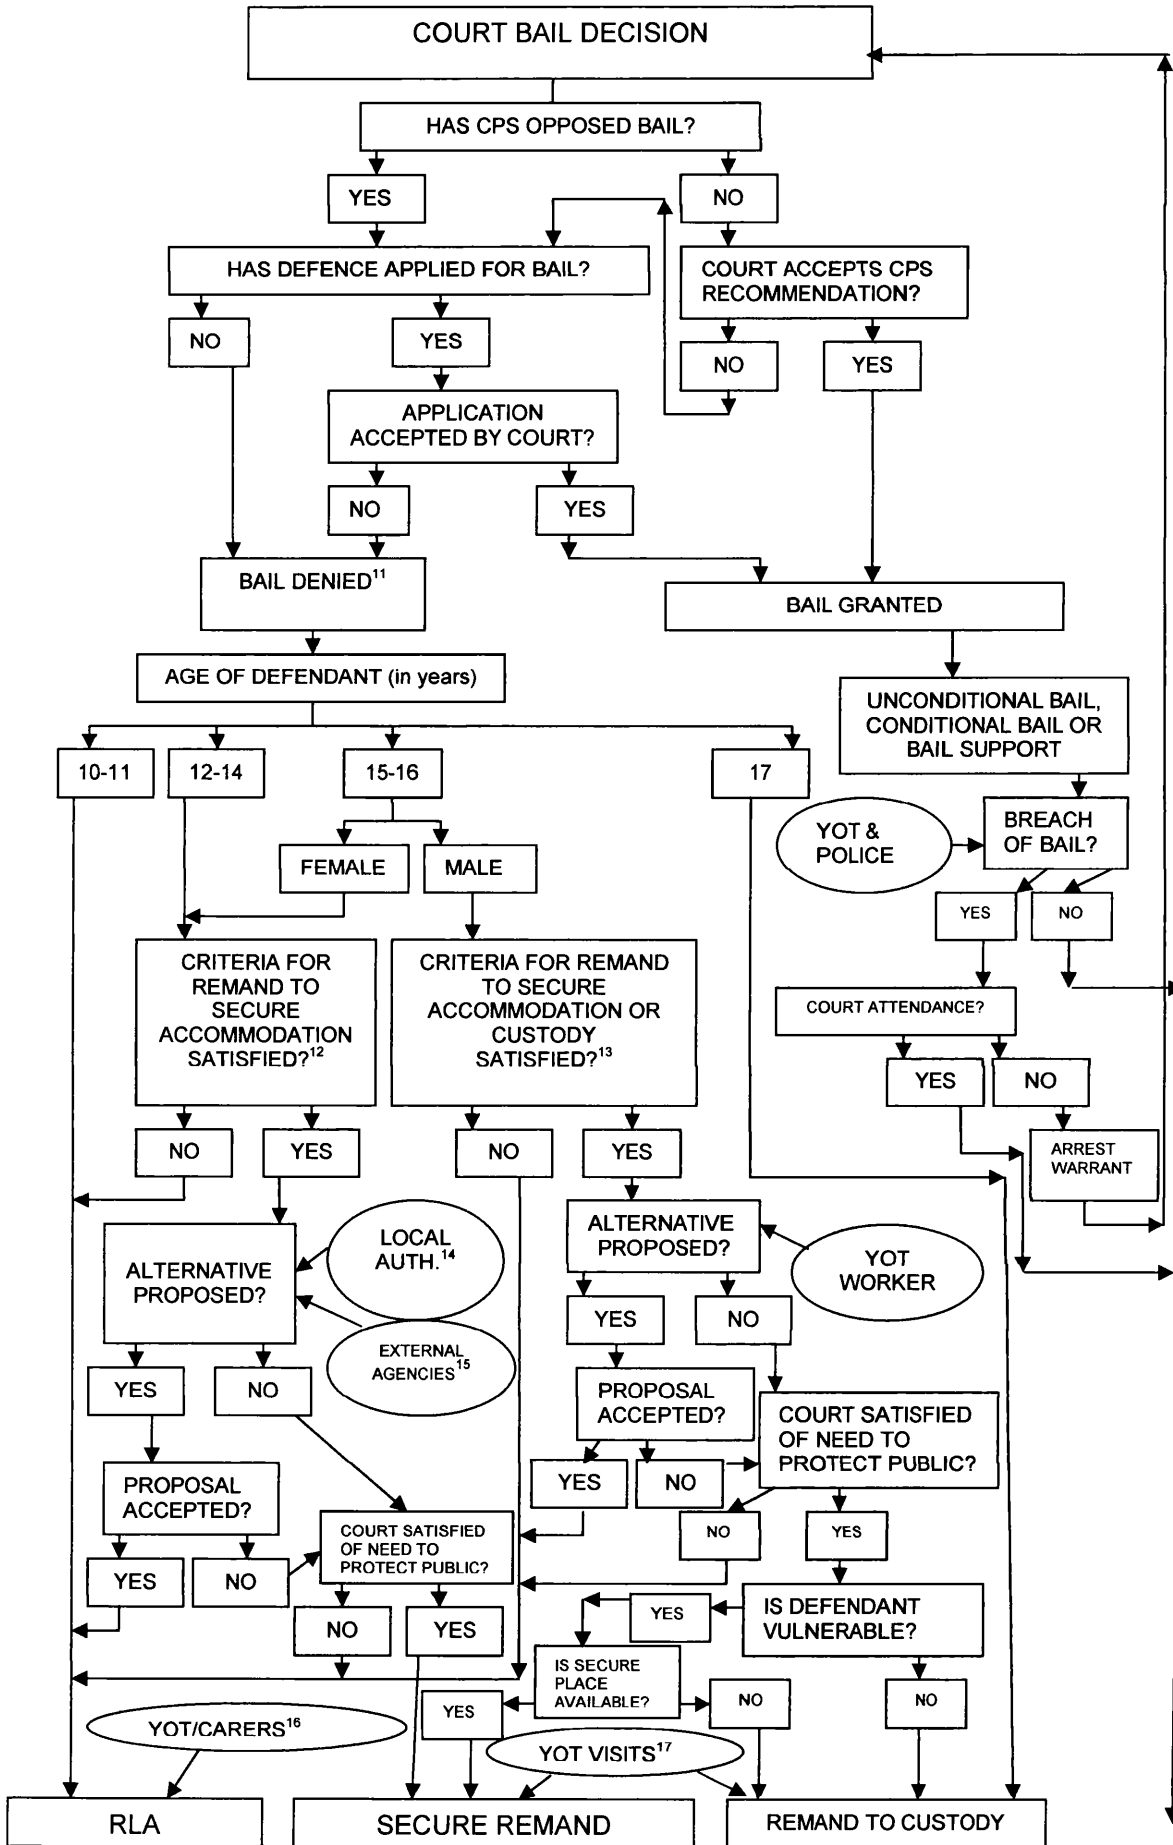 COURT BAIL DECISION
HAS CPS OPPOSED BAIL?
YES
NO
HAS DEFENCE APPLIED FOR BAIL?
COURT ACCEPTS CPS
RECOMMENDATION?
NO
YES
NO
YES
APPLICATION
ACCEPTED BY COURT?
NO
YES
BAIL DENIED11
BAIL GRANTED
AGE OF DEFENDANT (in years)
UNCONDITIONAL BAIL,
CONDITIONAL BAIL OR
BAIL SUPPORT
10-11
12-14
15-16
17
YOT &
POLICE
BREACH
OF BAIL?
FEMALE
MALE
YES
NO
CRITERIA FOR
REMAND TO
SECURE
ACCOMMODATION
SATISFIED?12
CRITERIA FOR REMAND
TO SECURE
ACCOMMODATION OR
CUSTODY
SATISFIED?13
COURT ATTENDANCE?
YES
NO
NO
YES
NO
YES
ARREST
WARRANT
ALTERNATIVE
PROPOSED?
LOCAL
AUTH.14
ALTERNATIVE
PROPOSED?
YOT
WORKER
EXTERNAL
AGENCIES15
YES
NO
YES
NO
PROPOSAL
ACCEPTED?
COURT SATISFIED
OF NEED TO
PROTECT PUBLIC?
PROPOSAL
ACCEPTED?
YES
NO
COURT SATISFIED
OF NEED TO
PROTECT PUBLIC?
NO
YES
YES
NO
NO
YES
YES
IS DEFENDANT
VULNERABLE?
IS SECURE
PLACE
AVAILABLE?
YES
NO
NO
YOT/CARERS16
YOT VISITS17
RLA
SECURE REMAND
REMAND TO CUSTODY